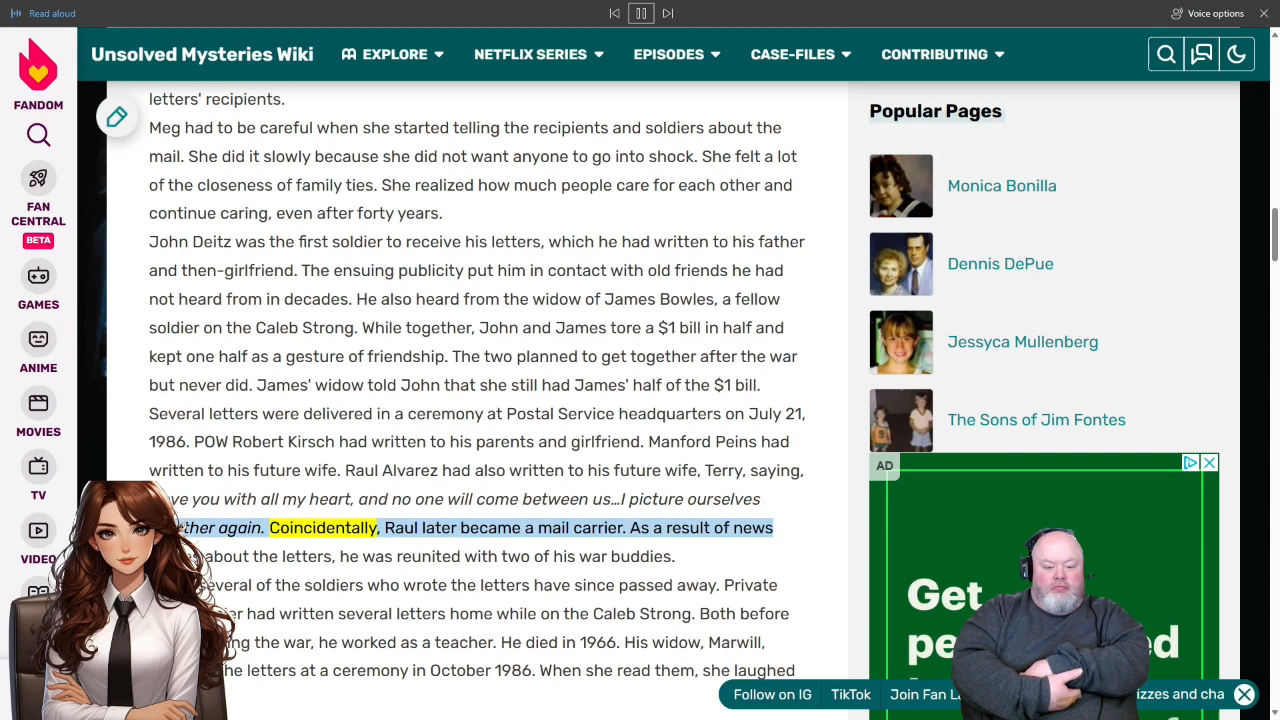 Read aloud
Voice options
FANDOM
FAN
CENTRAL
BETA
GAMES
ANIME
MOVIES
TV
VIDEO
Unsolved Mysteries Wiki
EXPLORE
NETFLIX SERIES
EPISODES
CASE-FILES
CONTRIBUTING
letters' recipients.
Meg had to be careful when she started telling the recipients and soldiers about the
mail. She did it slowly because she did not want anyone to go into shock. She felt a lot
of the closeness of family ties. She realized how much people care for each other and
continue caring, even after forty years.
John Deitz was the first soldier to receive his letters, which he had written to his father
and then-girlfriend. The ensuing publicity put him in contact with old friends he had
not heard from in decades. He also heard from the widow of James Bowles, a fellow
soldier on the Caleb Strong. While together, John and James tore a $1 bill in half and
kept one half as a gesture of friendship. The two planned to get together after the war
but never did. James' widow told John that she still had James' half of the $1 bill.
Several letters were delivered in a ceremony at Postal Service headquarters on July 21,
1986. POW Robert Kirsch had written to his parents and girlfriend. Manford Peins had
written to his future wife. Raul Alvarez had also written to his future wife, Terry, saying,
you with all my heart, and no one will come between us...I picture ourselves
again. Coincidentally, Raul later became a mail carrier. As a result of news
about the letters, he was reunited with two of his war buddies.
several of the soldiers who wrote the letters have since passed away. Private
had written several letters home while on the Caleb Strong. Both before
the war, he worked as a teacher. He died in 1966. His widow, Marwill,
the letters at a ceremony in October 1986. When she read them, she laughed
Popular Pages
Monica Bonilla
Dennis DePue
Jessyca Mullenberg
The Sons of Jim Fontes
AD
Get
Follow on IG
TikTok
Join Fan